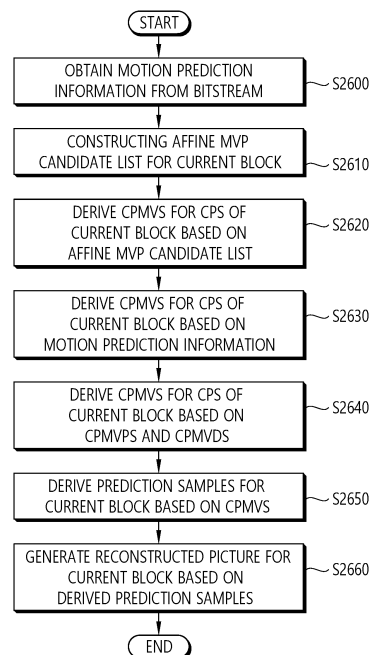 START
OBTAIN MOTION PREDICTION
INFORMATION FROM BITSTREAM
S2600
CONSTRUCTING AFFINE MVP
CANDIDATE LIST FOR CURRENT BLOCK
S2610
DERIVE CPMVS FOR CPS OF
CURRENT BLOCK BASED ON
AFFINE MVP CANDIDATE LIST
S2620
DERIVE CPMVS FOR CPS OF
CURRENT BLOCK BASED ON
MOTION PREDICTION INFORMATION
S2630
DERIVE CPMVS FOR CPS OF
CURRENT BLOCK BASED ON
CPMVPS AND CPMVDS
S2640
DERIVE PREDICTION SAMPLES FOR
CURRENT BLOCK BASED ON CPMVS
S2650
GENERATE RECONSTRUCTED PICTURE FOR
CURRENT BLOCK BASED ON
DERIVED PREDICTION SAMPLES
S2660
END